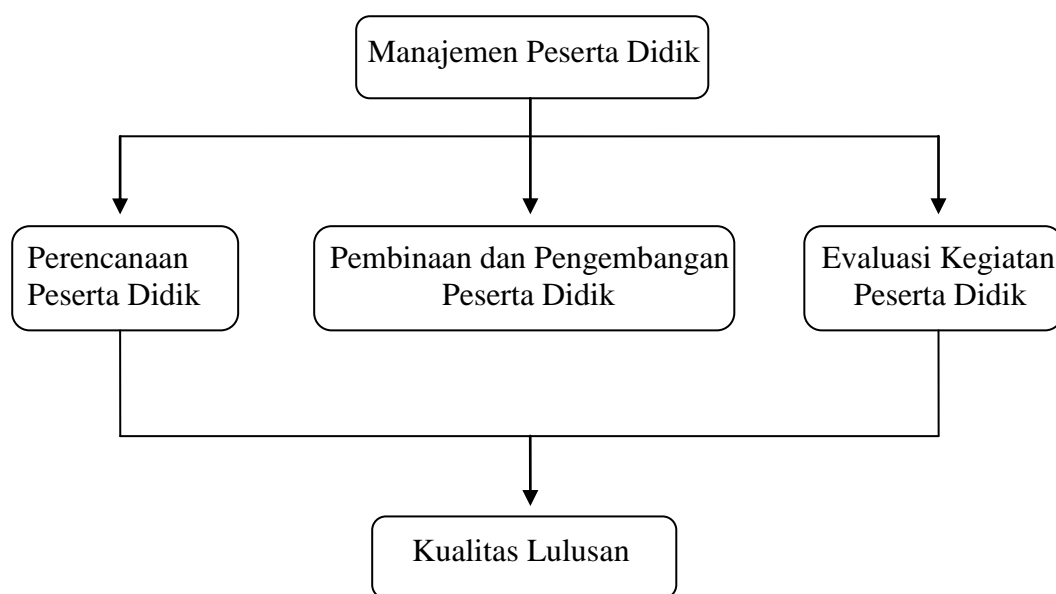 Manajemen Peserta Didik
Perencanaan
Peserta Didik
Pembinaan dan Pengembangan
Peserta Didik
Evaluasi Kegiatan
Peserta Didik
Kualitas Lulusan